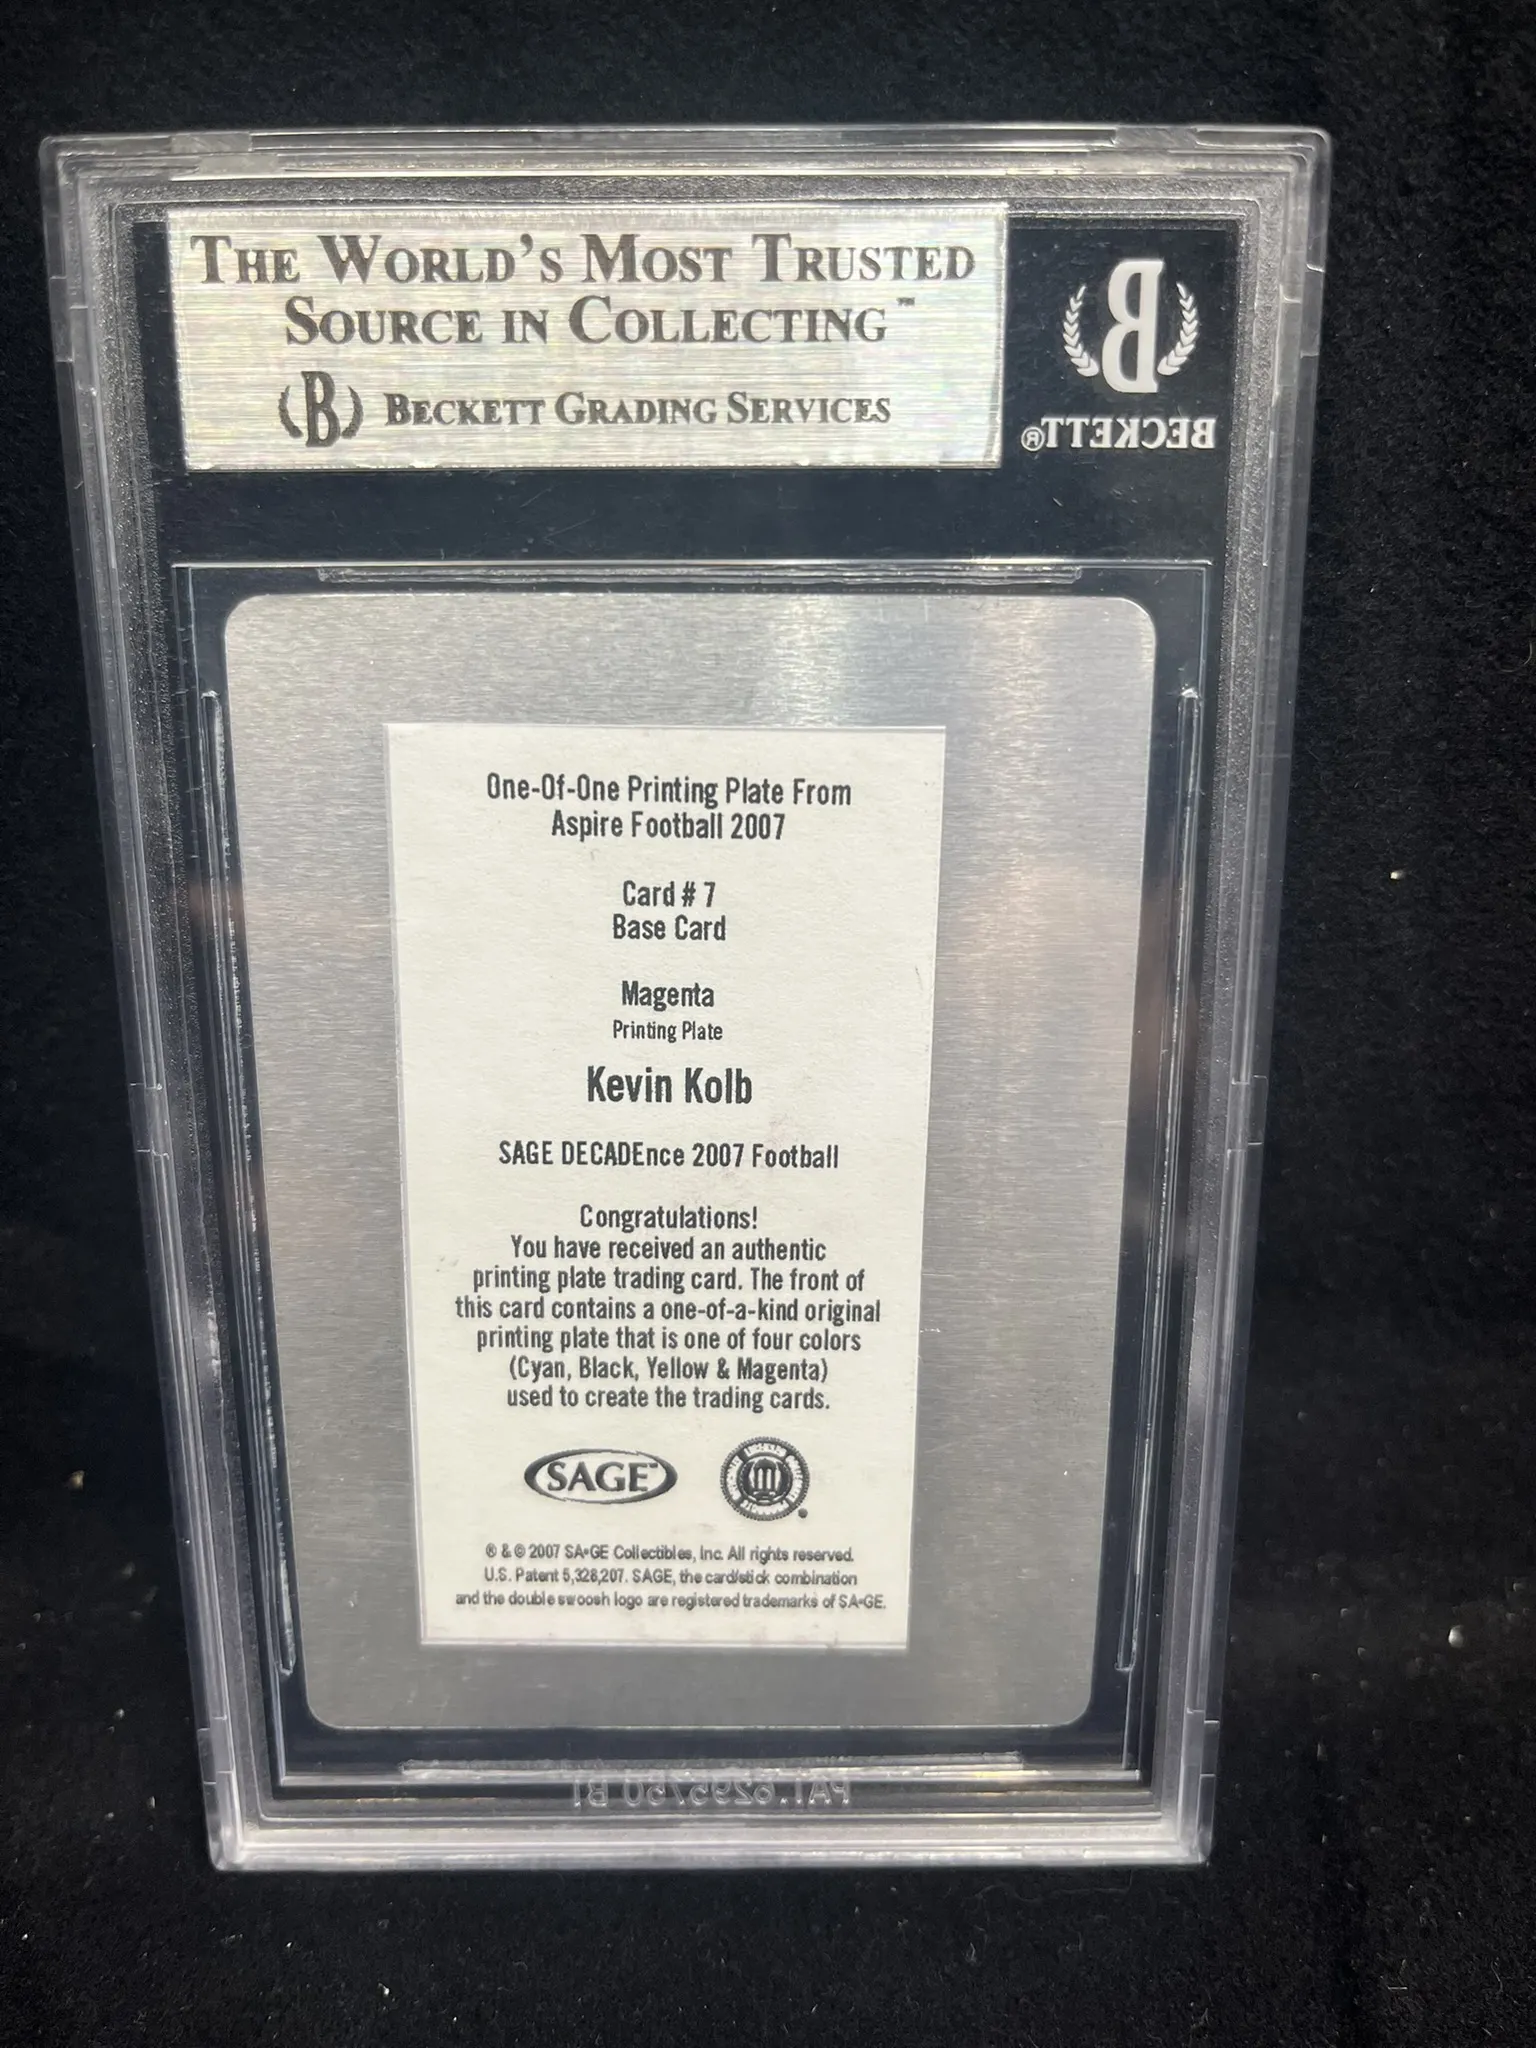 THE WORLD'S MOST TRUSTED
SOURCE IN COLLECTING™
B BECKETT GRADING SERVICES
B
BECKETT®
One-Of-One Printing Plate From
Aspire Football 2007
Card # 7
Base Card
Magenta
Printing Plate
Kevin Kolb
SAGE DECADEnce 2007 Football
Congratulations!
You have received an authentic
printing plate trading card. The front of
this card contains a one-of-a-kind original
printing plate that is one of four colors
(Cyan, Black, Yellow & Magenta)
used to create the trading cards.
SAGE™
® & © 2007 SA•GE Collectibles, Inc. All rights reserved.
U.S. Patent 5,328,207. SAGE, the card/stick combination
and the double swoosh logo are registered trademarks of SA•GE.
PAT. 6295750 B1